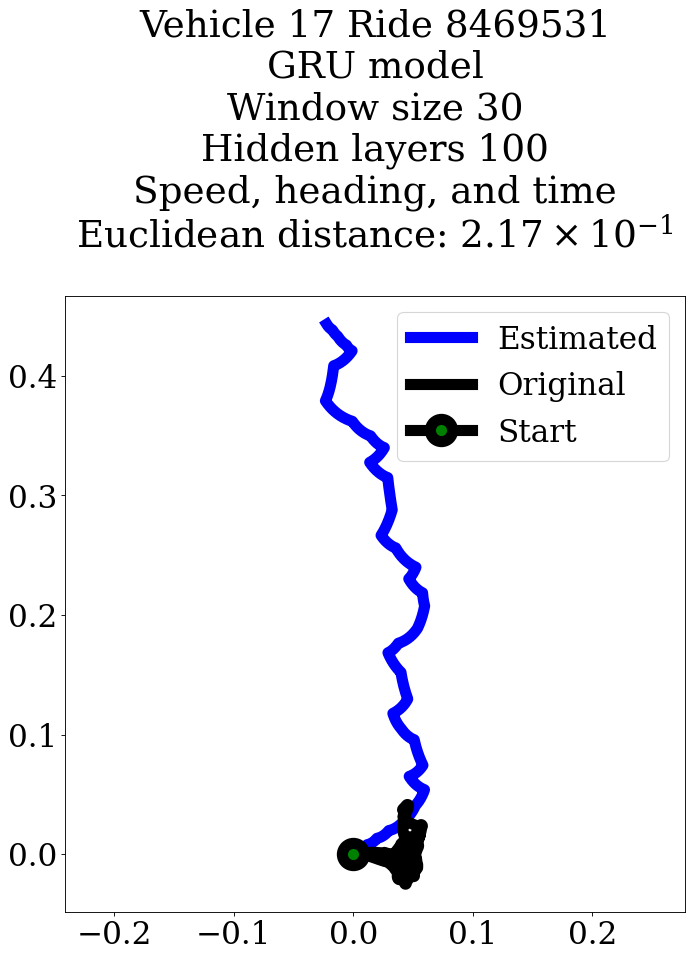 Vehicle 17 Ride 8469531
GRU model
Window size 30
Hidden layers 100
Speed, heading, and time
Euclidean distance: 2.17 × 10⁻¹
Estimated
Original
Start
0.4
0.3
0.2
0.1
0.0
−0.2 −0.1 0.0 0.1 0.2